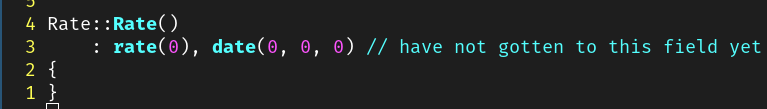 5
4 Rate::Rate()
3     : rate(0), date(0, 0, 0) // have not gotten to this field yet
2 {
1 }